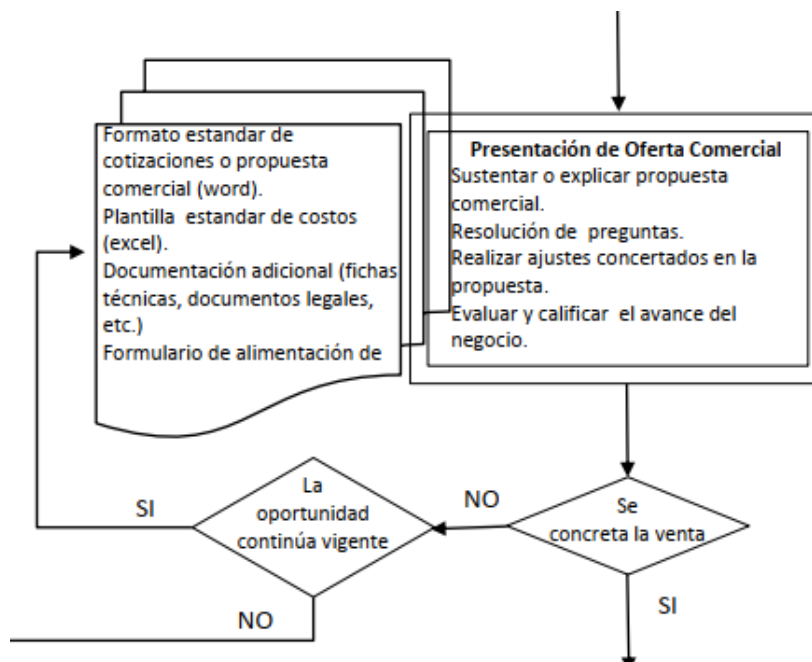 Formato estandar de
cotizaciones o propuesta
comercial (word).
Plantilla  estandar de costos
(excel).
Documentación adicional (fichas
técnicas, documentos legales,
etc.)
Formulario de alimentación de
Presentación de Oferta Comercial
Sustentar o explicar propuesta
comercial.
Resolución de  preguntas.
Realizar ajustes concertados en la
propuesta.
Evaluar y calificar  el avance del
negocio.
SI
La
oportunidad
continúa vigente
NO
Se
concreta la venta
NO
SI